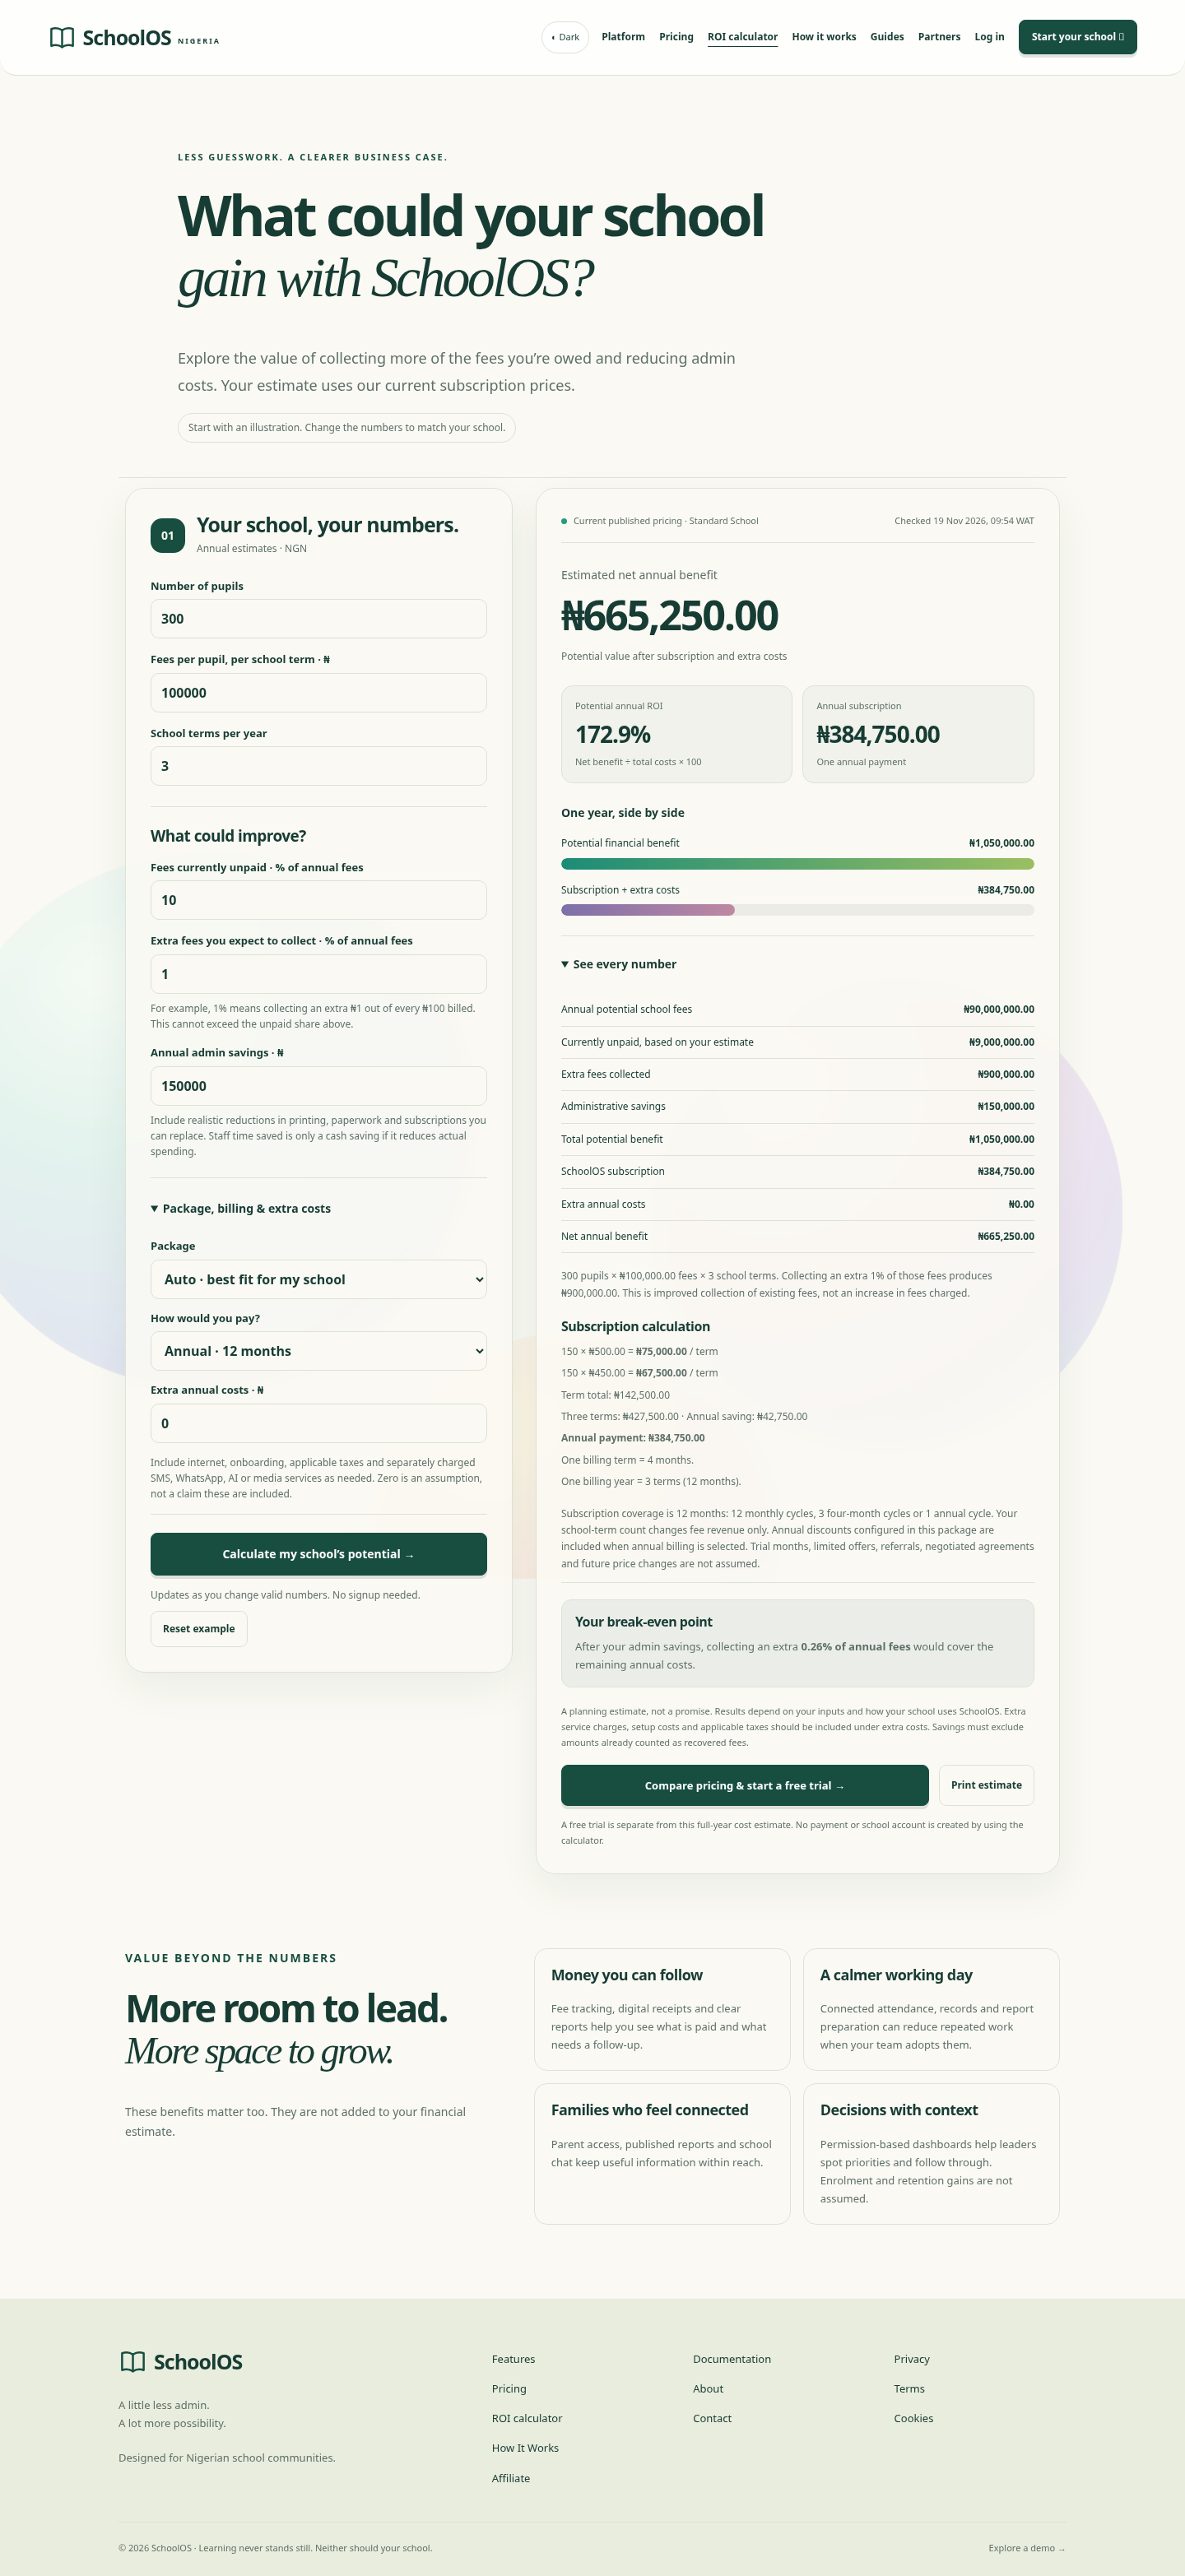 SchoolOS NIGERIA
Dark
Platform
Pricing
ROI calculator
How it works
Guides
Partners
Log in
Start your school
LESS GUESSWORK. A CLEARER BUSINESS CASE.
What could your school
gain with SchoolOS?
Explore the value of collecting more of the fees you’re owed and reducing admin
costs. Your estimate uses our current subscription prices.
Start with an illustration. Change the numbers to match your school.
01
Your school, your numbers.
Annual estimates · NGN
Number of pupils
300
Fees per pupil, per school term · ₦
100000
School terms per year
3
What could improve?
Fees currently unpaid · % of annual fees
10
Extra fees you expect to collect · % of annual fees
1
For example, 1% means collecting an extra ₦1 out of every ₦100 billed.
This cannot exceed the unpaid share above.
Annual admin savings · ₦
150000
Include realistic reductions in printing, paperwork and subscriptions you
can replace. Staff time saved is only a cash saving if it reduces actual
spending.
▼ Package, billing & extra costs
Package
Auto · best fit for my school
How would you pay?
Annual · 12 months
Extra annual costs · ₦
0
Include internet, onboarding, applicable taxes and separately charged
SMS, WhatsApp, AI or media services as needed. Zero is an assumption,
not a claim these are included.
Calculate my school’s potential →
Updates as you change valid numbers. No signup needed.
Reset example
Current published pricing · Standard School
Checked 19 Nov 2026, 09:54 WAT
Estimated net annual benefit
₦665,250.00
Potential value after subscription and extra costs
Potential annual ROI
172.9%
Net benefit ÷ total costs × 100
Annual subscription
₦384,750.00
One annual payment
One year, side by side
Potential financial benefit ₦1,050,000.00
Subscription + extra costs ₦384,750.00
▼ See every number
Annual potential school fees ₦90,000,000.00
Currently unpaid, based on your estimate ₦9,000,000.00
Extra fees collected ₦900,000.00
Administrative savings ₦150,000.00
Total potential benefit ₦1,050,000.00
SchoolOS subscription ₦384,750.00
Extra annual costs ₦0.00
Net annual benefit ₦665,250.00
300 pupils × ₦100,000.00 fees × 3 school terms. Collecting an extra 1% of those fees produces
₦900,000.00. This is improved collection of existing fees, not an increase in fees charged.
Subscription calculation
150 × ₦500.00 = ₦75,000.00 / term
150 × ₦450.00 = ₦67,500.00 / term
Term total: ₦142,500.00
Three terms: ₦427,500.00 · Annual saving: ₦42,750.00
Annual payment: ₦384,750.00
One billing term = 4 months.
One billing year = 3 terms (12 months).
Subscription coverage is 12 months: 12 monthly cycles, 3 four-month cycles or 1 annual cycle. Your
school-term count changes fee revenue only. Annual discounts configured in this package are
included when annual billing is selected. Trial months, limited offers, referrals, negotiated agreements
and future price changes are not assumed.
Your break-even point
After your admin savings, collecting an extra 0.26% of annual fees would cover the
remaining annual costs.
A planning estimate, not a promise. Results depend on your inputs and how your school uses SchoolOS. Extra
service charges, setup costs and applicable taxes should be included under extra costs. Savings must exclude
amounts already counted as recovered fees.
Compare pricing & start a free trial →
Print estimate
A free trial is separate from this full-year cost estimate. No payment or school account is created by using the
calculator.
VALUE BEYOND THE NUMBERS
More room to lead.
More space to grow.
These benefits matter too. They are not added to your financial
estimate.
Money you can follow
Fee tracking, digital receipts and clear
reports help you see what is paid and what
needs a follow-up.
A calmer working day
Connected attendance, records and report
preparation can reduce repeated work
when your team adopts them.
Families who feel connected
Parent access, published reports and school
chat keep useful information within reach.
Decisions with context
Permission-based dashboards help leaders
spot priorities and follow through.
Enrolment and retention gains are not
assumed.
SchoolOS
A little less admin.
A lot more possibility.
Designed for Nigerian school communities.
Features
Pricing
ROI calculator
How It Works
Affiliate
Documentation
About
Contact
Privacy
Terms
Cookies
© 2026 SchoolOS · Learning never stands still. Neither should your school.
Explore a demo →